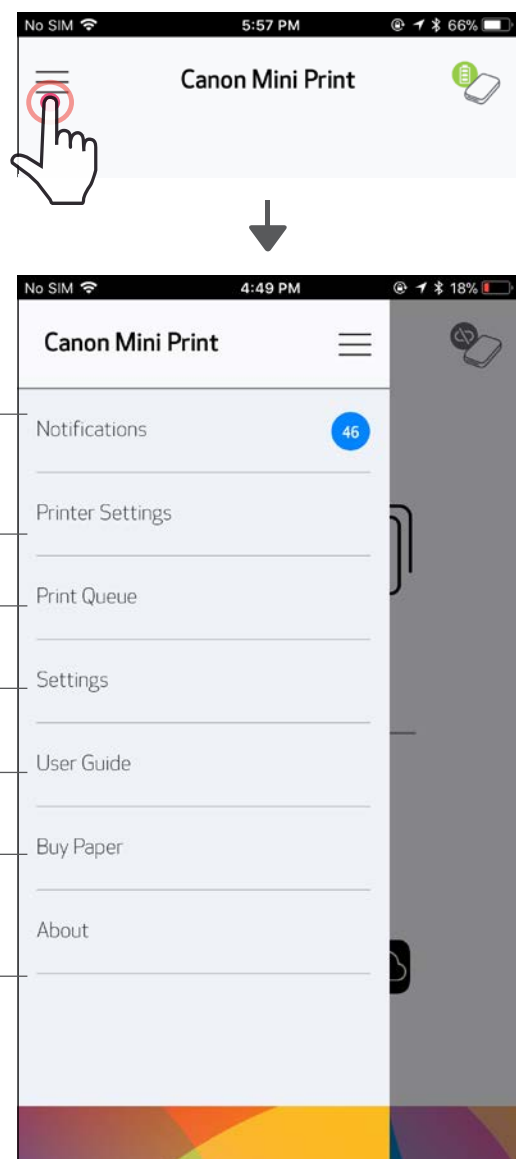 No SIM 5:57 PM 66%
Canon Mini Print
No SIM 4:49 PM 18%
Canon Mini Print
Notifications 46
Printer Settings
Print Queue
Settings
User Guide
Buy Paper
About